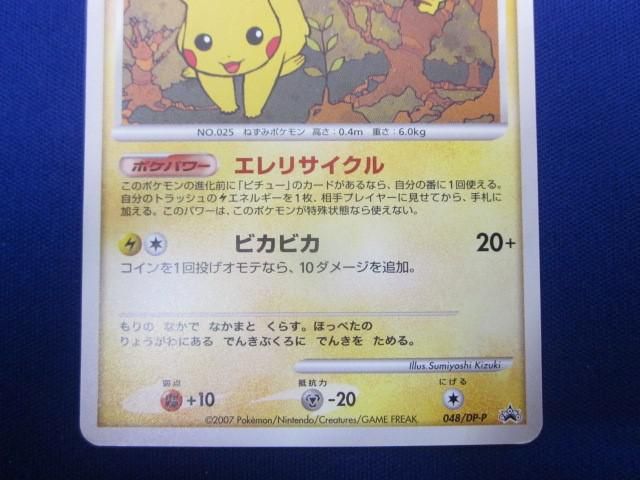 NO.025 ねずみポケモン 高さ:0.4m 重さ:6.0kg
ポケパワー エレリサイクル
このポケモンの進化前に「ピチュー」のカードがあるなら、自分の番に1回使える。
自分のトラッシュのエネルギーを1枚、相手プレイヤーに見せてから、手札に
加える。このパワーは、このポケモンが特殊状態なら使えない。
ビカビカ 20+
コインを1回投げオモテなら、10ダメージを追加。
もりの なかで なかまと くらす。ほっぺたの
りょうがわにある でんきぶくろに でんきを ためる。
Illus.Sumiyoshi Kizuki
弱点 抵抗力 にげる
+10 -20
©2007 Pokémon/Nintendo/Creatures/GAME FREAK 048/DP-P